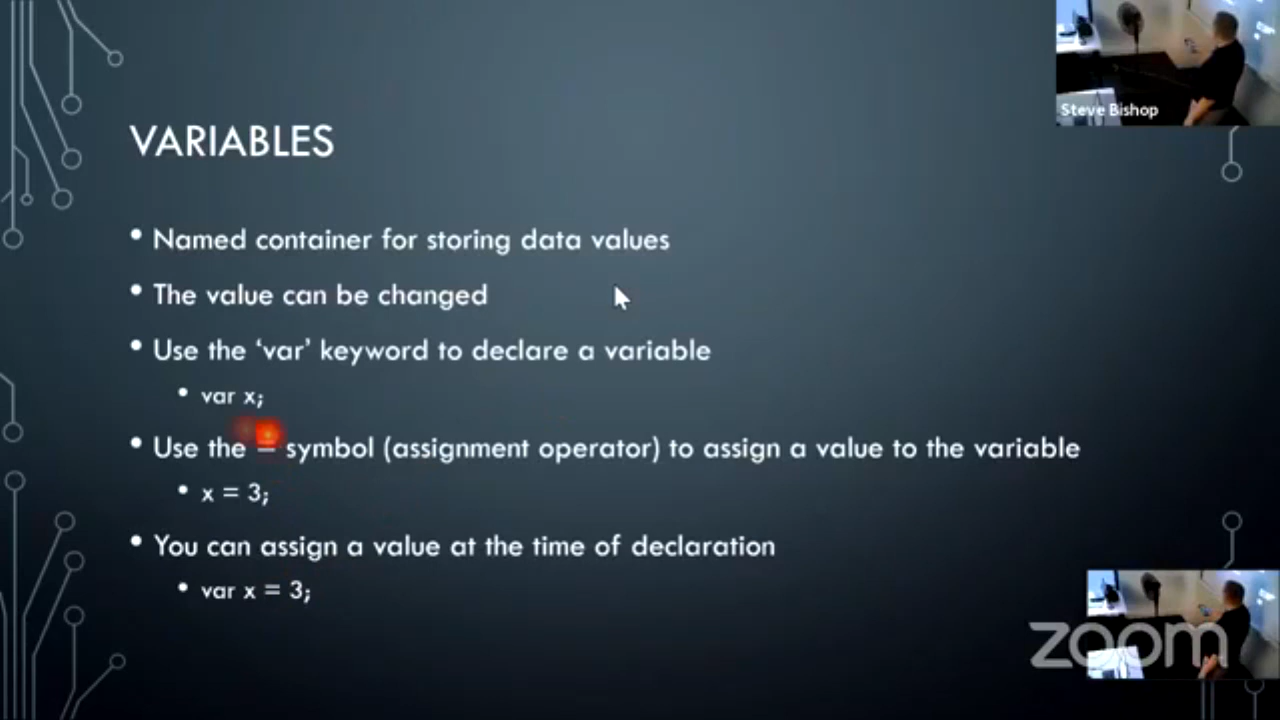 Steve Bishop
VARIABLES
• Named container for storing data values
• The value can be changed
• Use the ‘var’ keyword to declare a variable
• var x;
• Use the = symbol (assignment operator) to assign a value to the variable
• x = 3;
• You can assign a value at the time of declaration
• var x = 3;
zoom